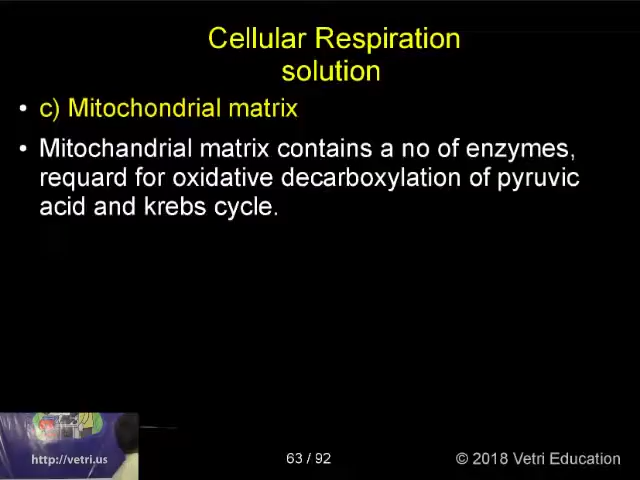 Cellular Respiration
solution
• c) Mitochondrial matrix
• Mitochandrial matrix contains a no of enzymes,
requard for oxidative decarboxylation of pyruvic
acid and krebs cycle.
http://vetri.us
63 / 92
© 2018 Vetri Education